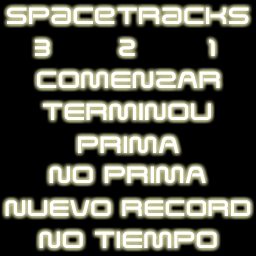 SPACETRACKS
3 2 1
COMENZAR
TERMINOU
PRIMA
NO PRIMA
NUEVO RECORD
NO TIEMPO